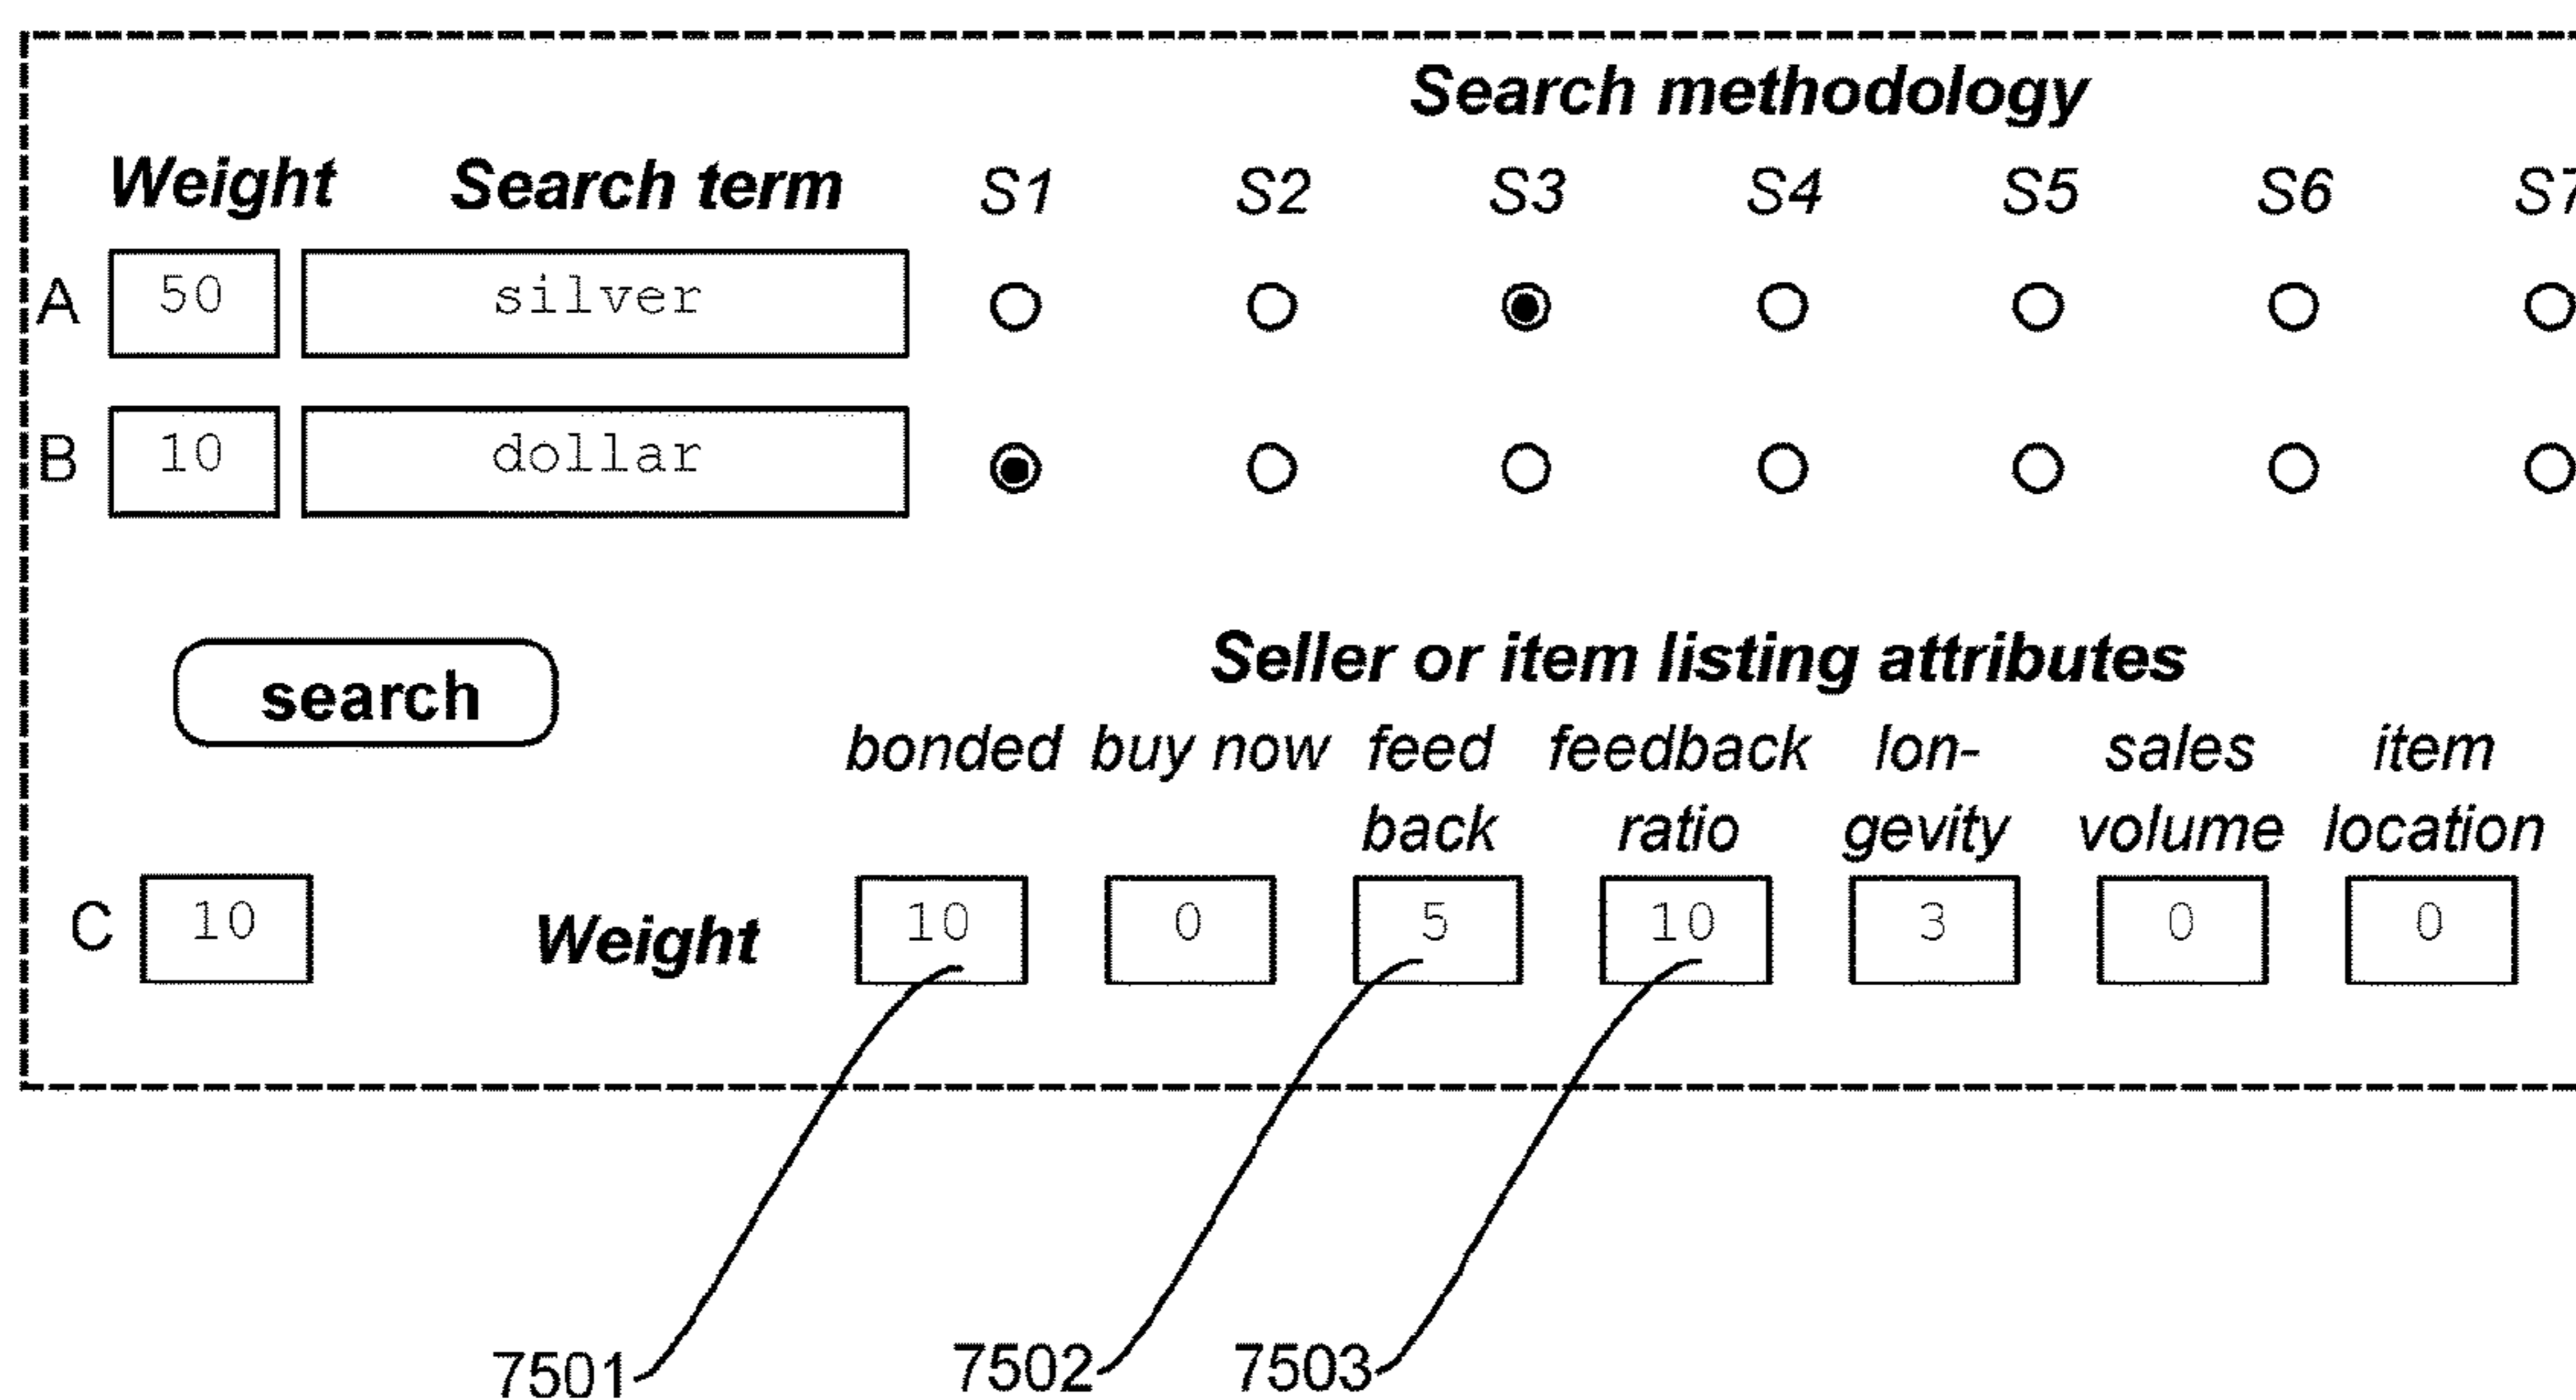 Search methodology
Weight Search term S1 S2 S3 S4 S5 S6 S7
A 50 silver
B 10 dollar
search
Seller or item listing attributes
bonded buy now feed feedback lon- sales item
back ratio gevity volume location
C 10 Weight 10 0 5 10 3 0 0
7501 7502 7503